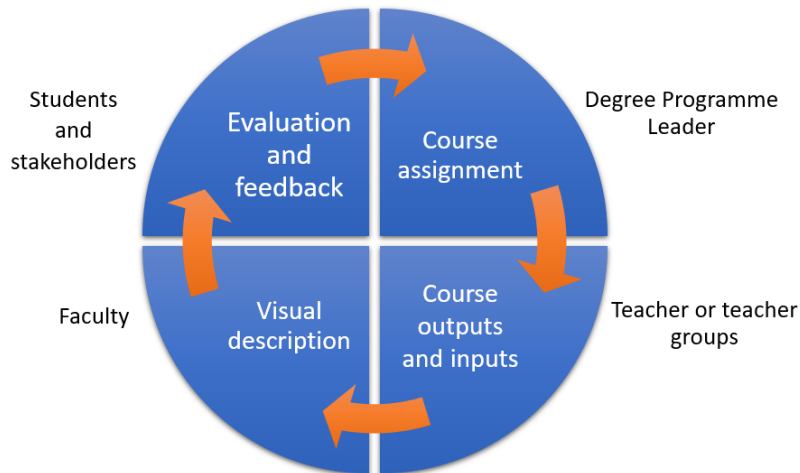 Students
and
stakeholders
Evaluation
and
feedback
Course
assignment
Degree Programme
Leader
Faculty
Visual
description
Course
outputs
and inputs
Teacher or teacher
groups